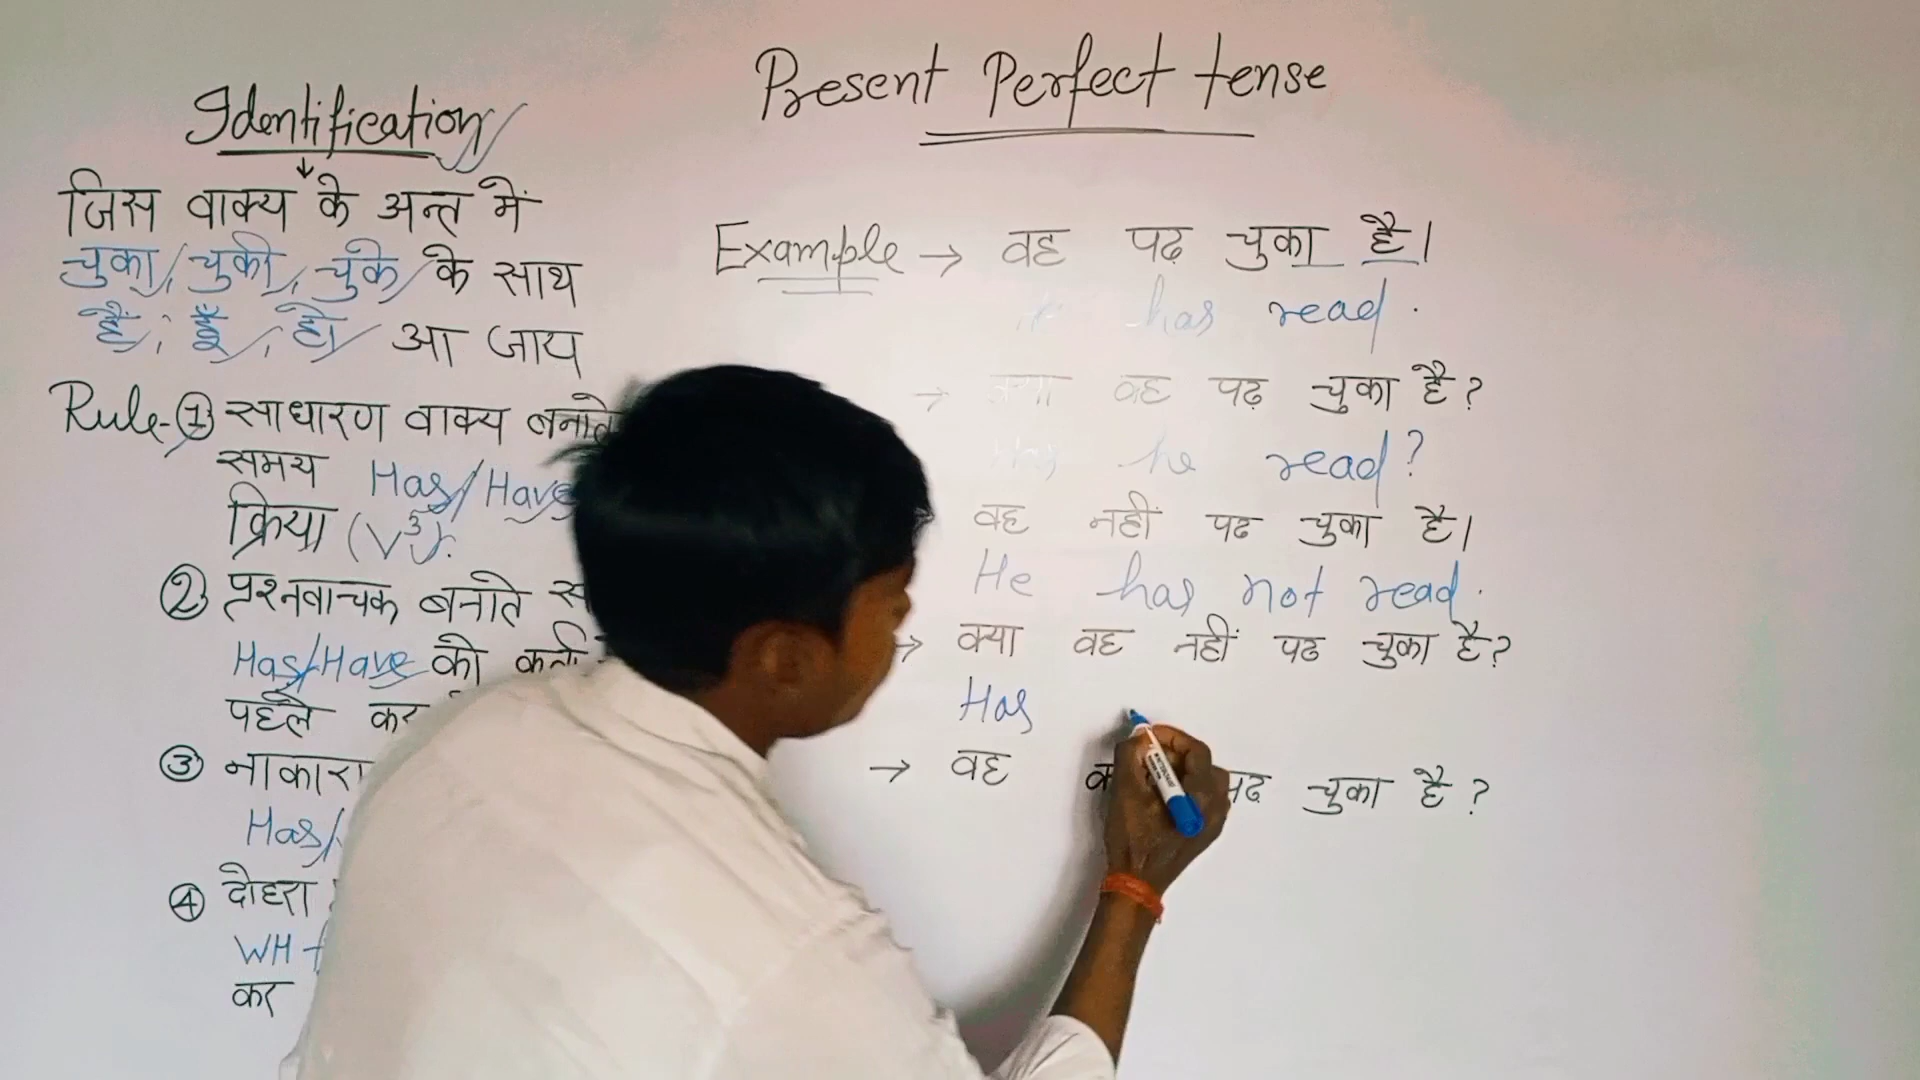 Present Perfect tense
Identification
जिस वाक्य के अन्त में
चुका, चुकी, चुके के साथ
हैं, हूँ, हो आ जाय
Rule-① साधारण वाक्य बनाते
समय Has/Have
क्रिया (V³).
② प्रश्नवाचक बनाते
Has/Have को
पहले कर
③
Has/
④ दोहरा
WH +
कर
Example → वह पढ़ चुका है।
has read.
→ क्या वह पढ़ चुका है?
Has he read?
वह नहीं पढ चुका है।
He has not read.
→ क्या वह नहीं पढ चुका है?
Has
→ वह पढ चुका है?